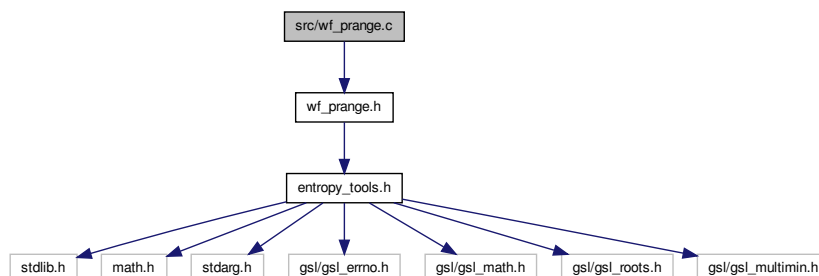 src/wf_prange.c
wf_prange.h
entropy_tools.h
stdlib.h
math.h
stdarg.h
gsl/gsl_errno.h
gsl/gsl_math.h
gsl/gsl_roots.h
gsl/gsl_multimin.h